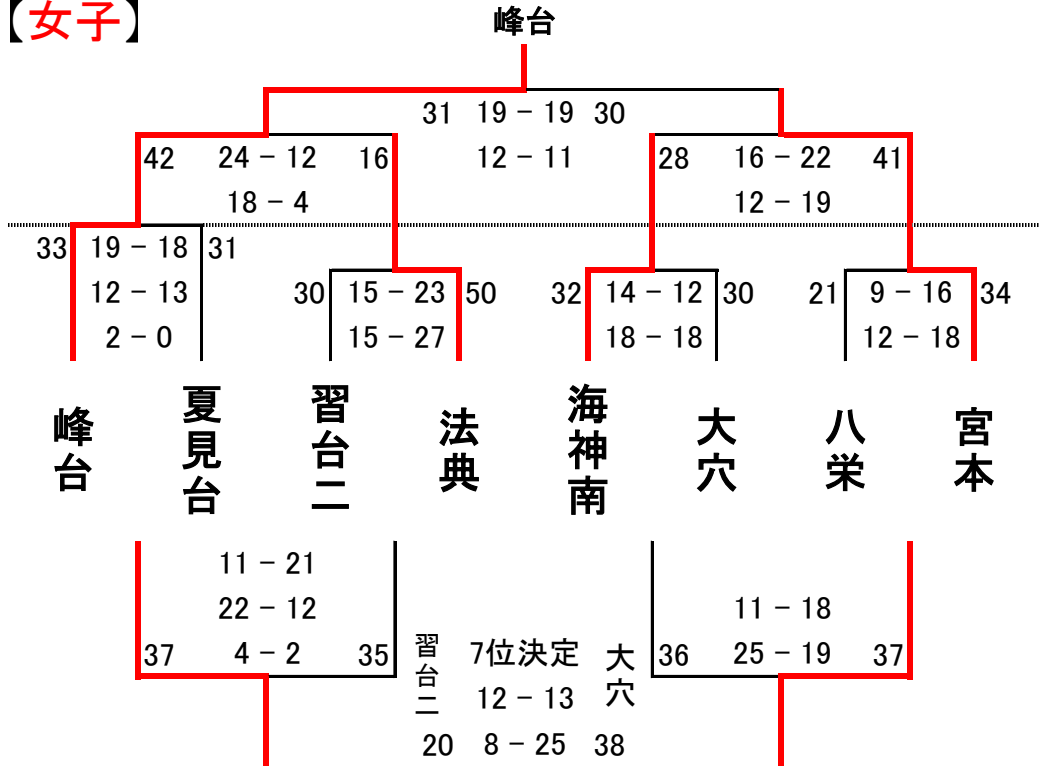 【女子】
峰台
31 19 － 19 30
12 － 11
42 24 － 12 16
18 － 4
28 16 － 22 41
12 － 19
33 19 － 18 31
12 － 13
2 － 0
30 15 － 23 50
15 － 27
32 14 － 12 30
18 － 18
21 9 － 16 34
12 － 18
峰台
夏見台
習台二
法典
海神南
大穴
八栄
宮本
11 － 21
22 － 12
37 4 － 2 35
習台二
7位決定
大穴
12 － 13
20 8 － 25 38
11 － 18
36 25 － 19 37